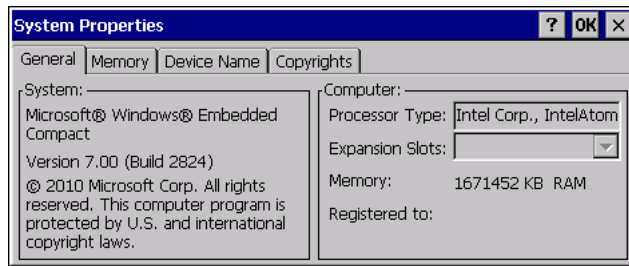 System Properties
? OK ×
General Memory Device Name Copyrights
System:
Microsoft® Windows® Embedded
Compact
Version 7.00 (Build 2824)
© 2010 Microsoft Corp. All rights
reserved. This computer program is
protected by U.S. and international
copyright laws.
Computer:
Processor Type: Intel Corp., IntelAtom
Expansion Slots:
Memory: 1671452 KB RAM
Registered to: